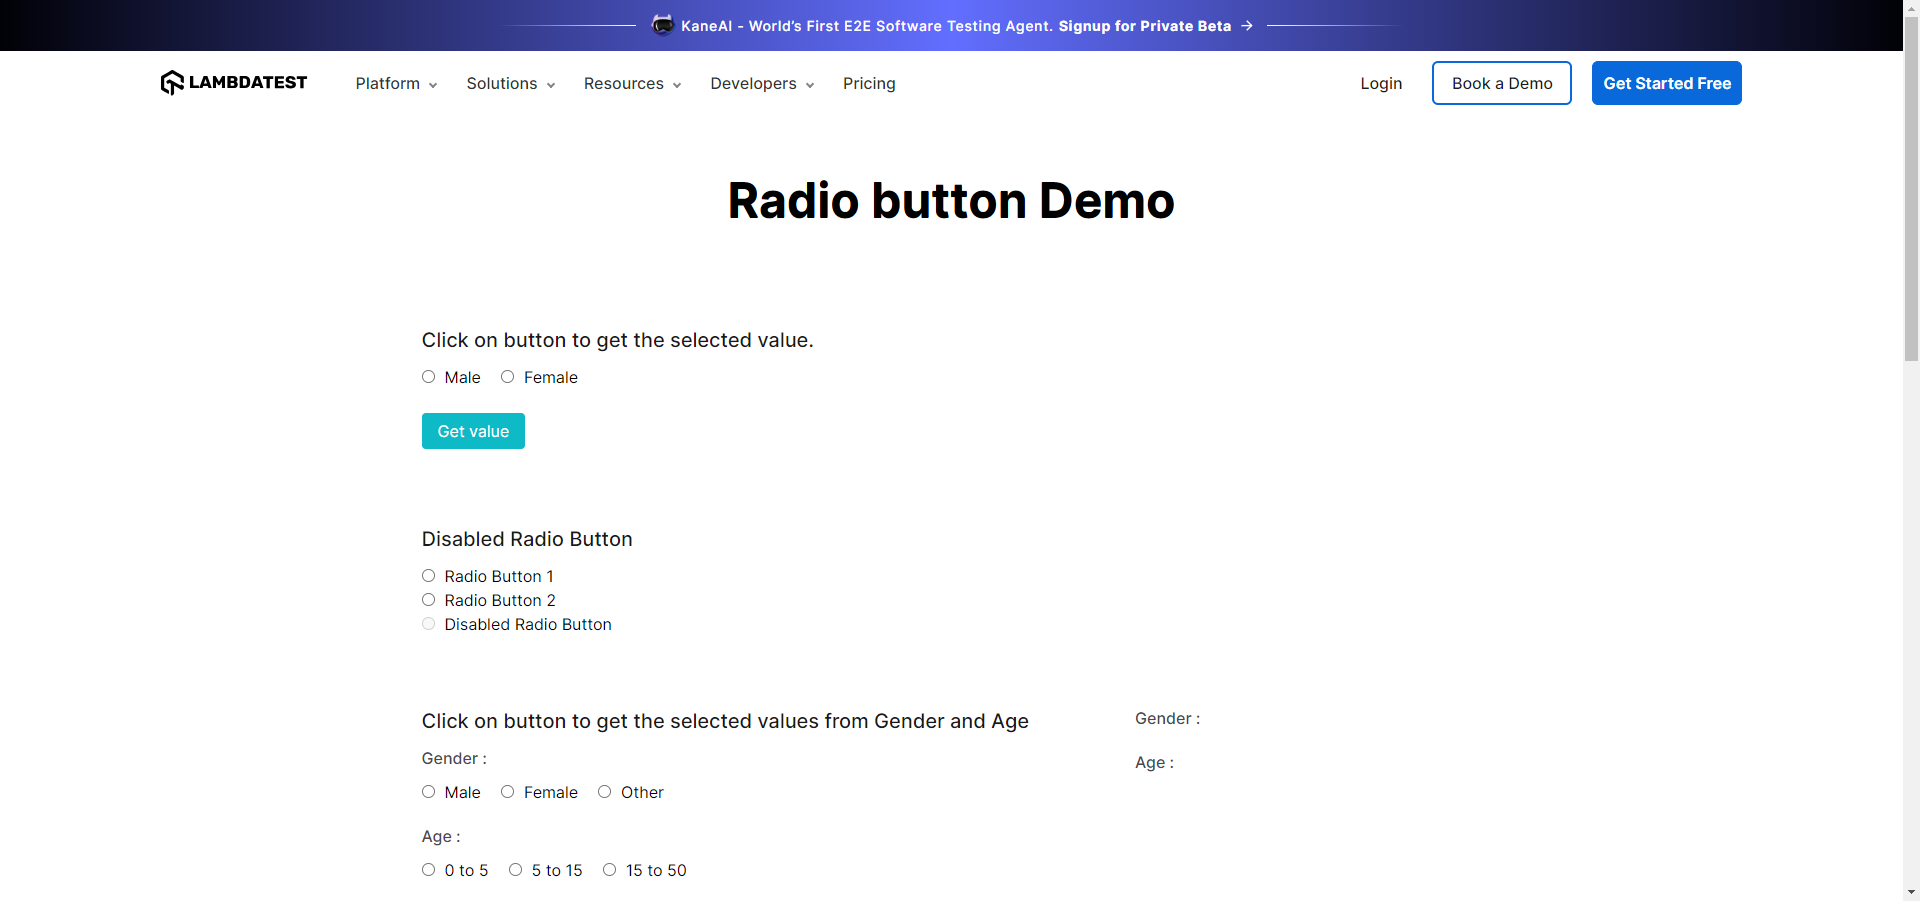 KaneAI - World’s First E2E Software Testing Agent. Signup for Private Beta →
LAMBDATEST Platform Solutions Resources Developers Pricing Login Book a Demo Get Started Free
Radio button Demo
Click on button to get the selected value.
Male Female
Get value
Disabled Radio Button
Radio Button 1
Radio Button 2
Disabled Radio Button
Click on button to get the selected values from Gender and Age
Gender :
Male Female Other
Age :
0 to 5 5 to 15 15 to 50
Gender :
Age :